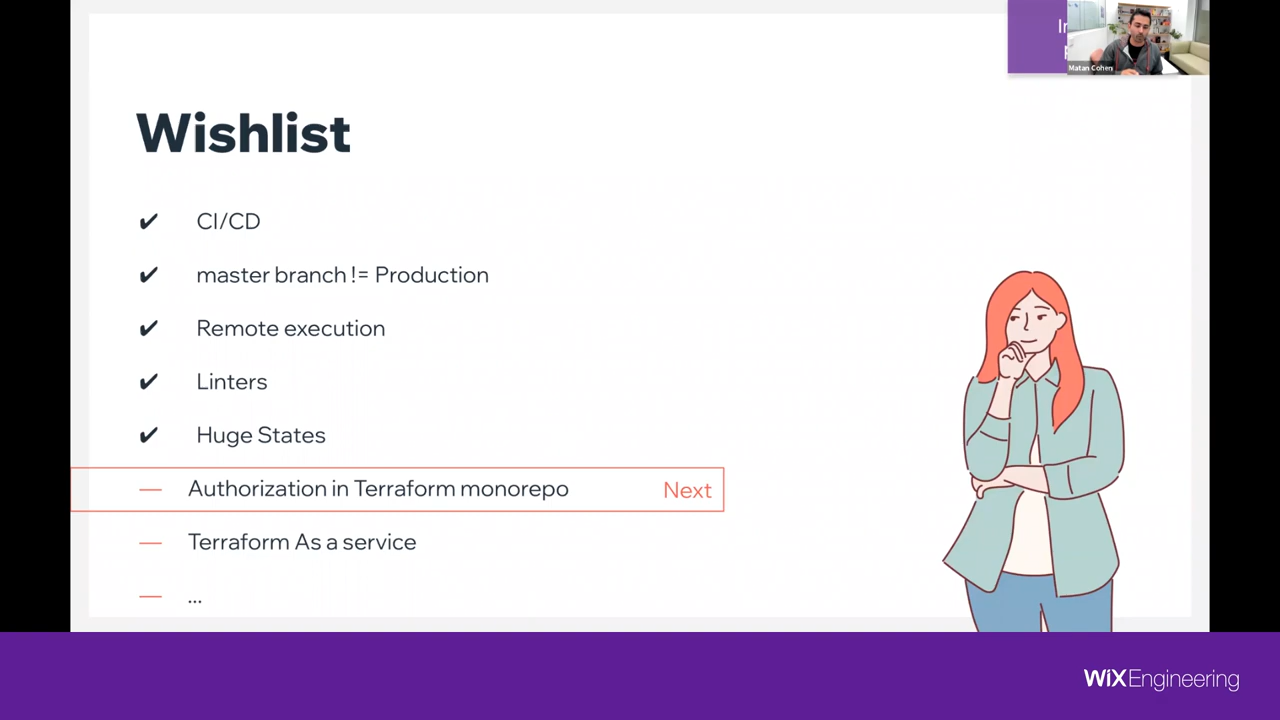 Matan Cohen
Wishlist
✔ CI/CD
✔ master branch != Production
✔ Remote execution
✔ Linters
✔ Huge States
— Authorization in Terraform monorepo Next
— Terraform As a service
— ...
WiX Engineering